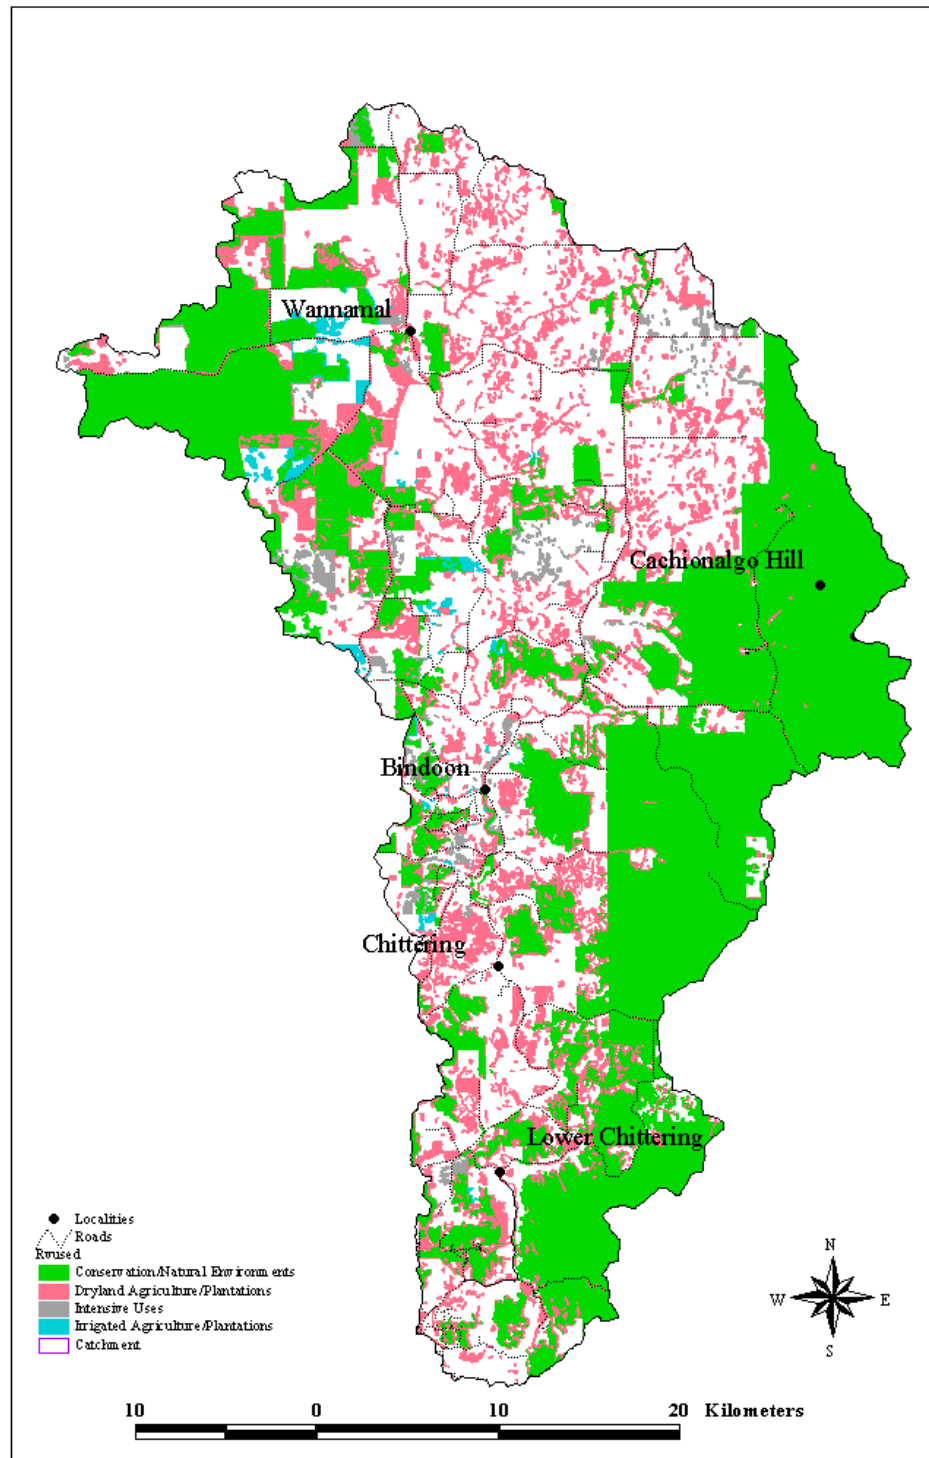 Wannamal
Cachionalgo Hill
Bindoon
Chittering
Lower Chittering
Localities
Roads
Rwused
Conservation/Natural Environments
Dryland Agriculture/Plantations
Intensive Uses
Irrigated Agriculture/Plantations
Catchment
N
W E
S
10 0 10 20 Kilometers